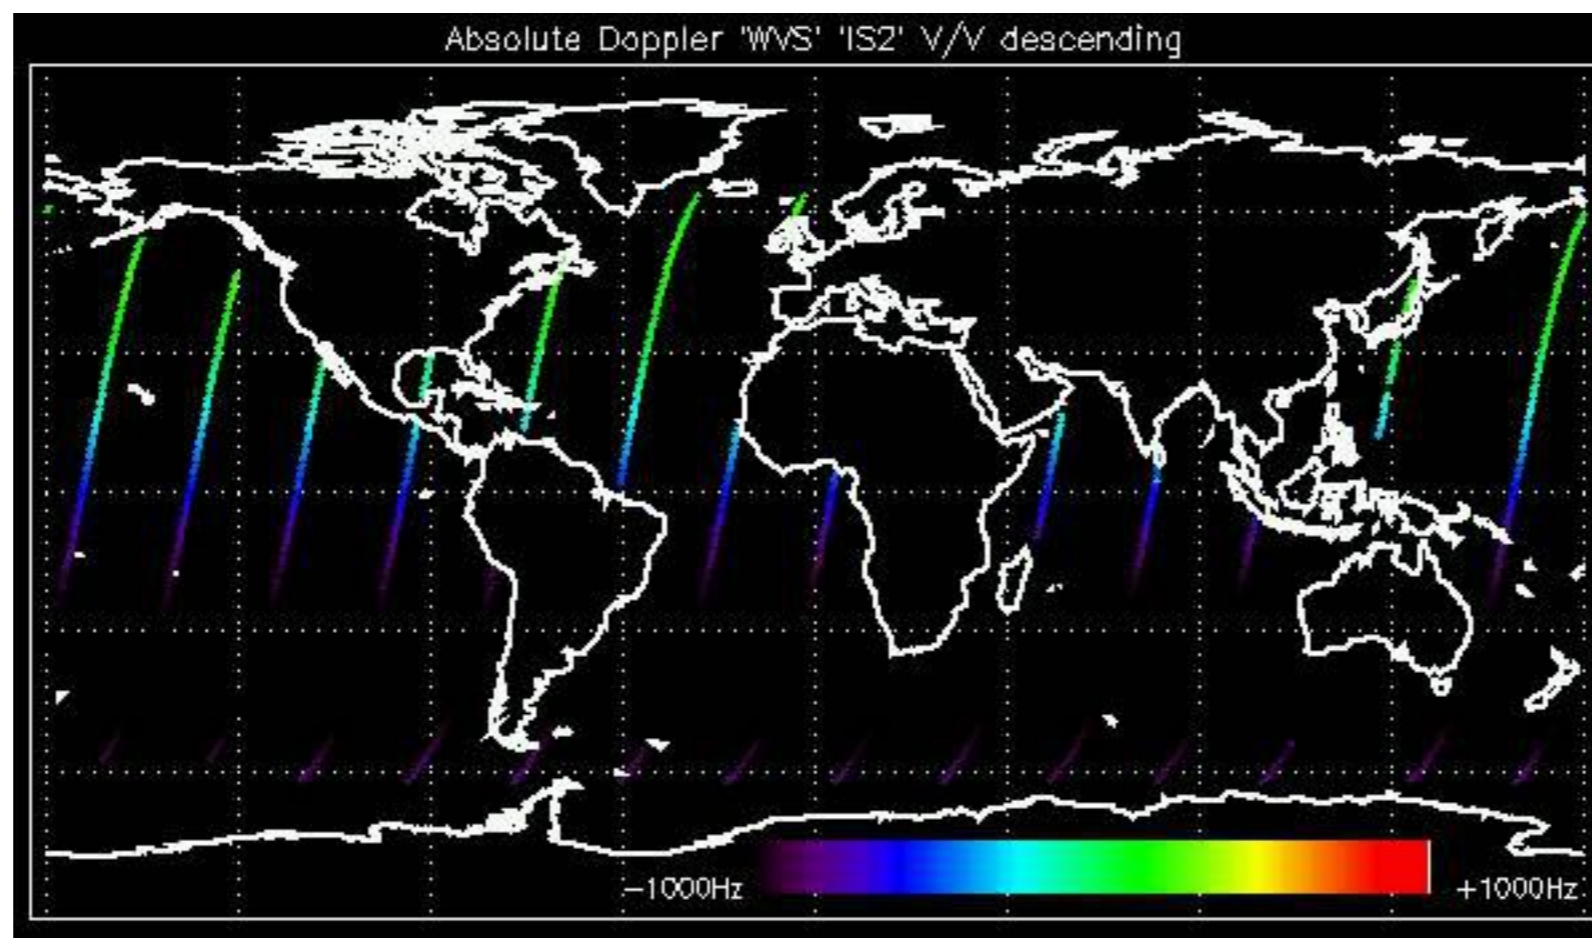 Absolute Doppler 'WVS' 'IS2' V/V descending
−1000Hz
+1000Hz